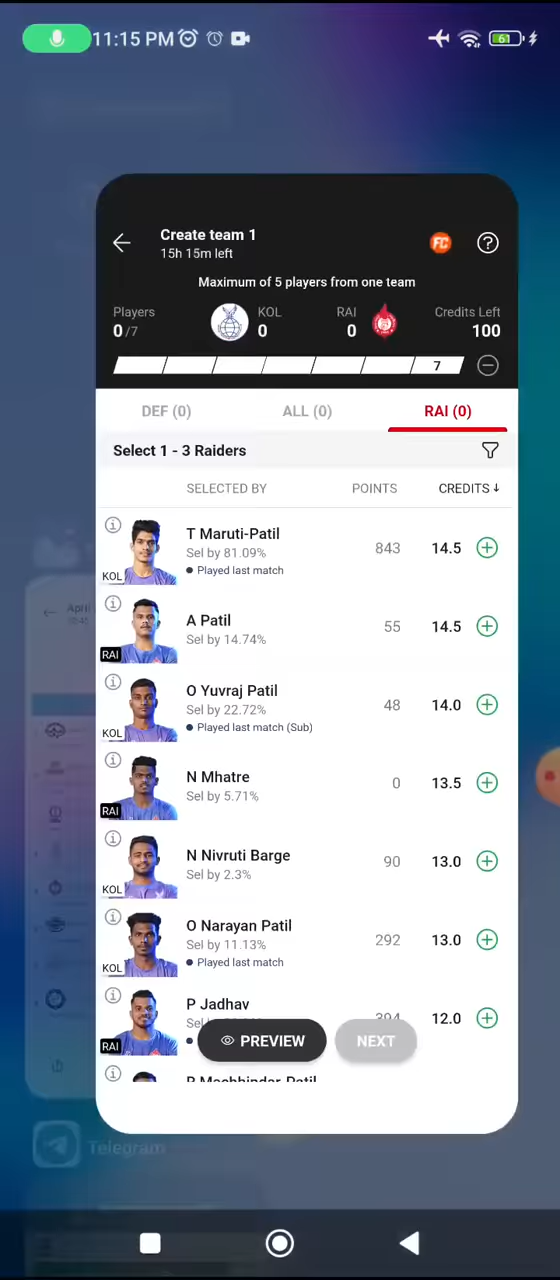 11:15 PM
61
Create team 1
15h 15m left
FC
Maximum of 5 players from one team
Players
0/7
KOL
0
RAI
0
Credits Left
100
7
DEF (0)
ALL (0)
RAI (0)
Select 1 - 3 Raiders
SELECTED BY
POINTS
CREDITS↓
T Maruti-Patil
Sel by 81.09%
Played last match
KOL
843
14.5
A Patil
Sel by 14.74%
RAI
55
14.5
O Yuvraj Patil
Sel by 22.72%
Played last match (Sub)
KOL
48
14.0
N Mhatre
Sel by 5.71%
RAI
0
13.5
N Nivruti Barge
Sel by 2.3%
KOL
90
13.0
O Narayan Patil
Sel by 11.13%
Played last match
KOL
292
13.0
P Jadhav
Sel
RAI
394
12.0
PREVIEW
NEXT
April
Telegram